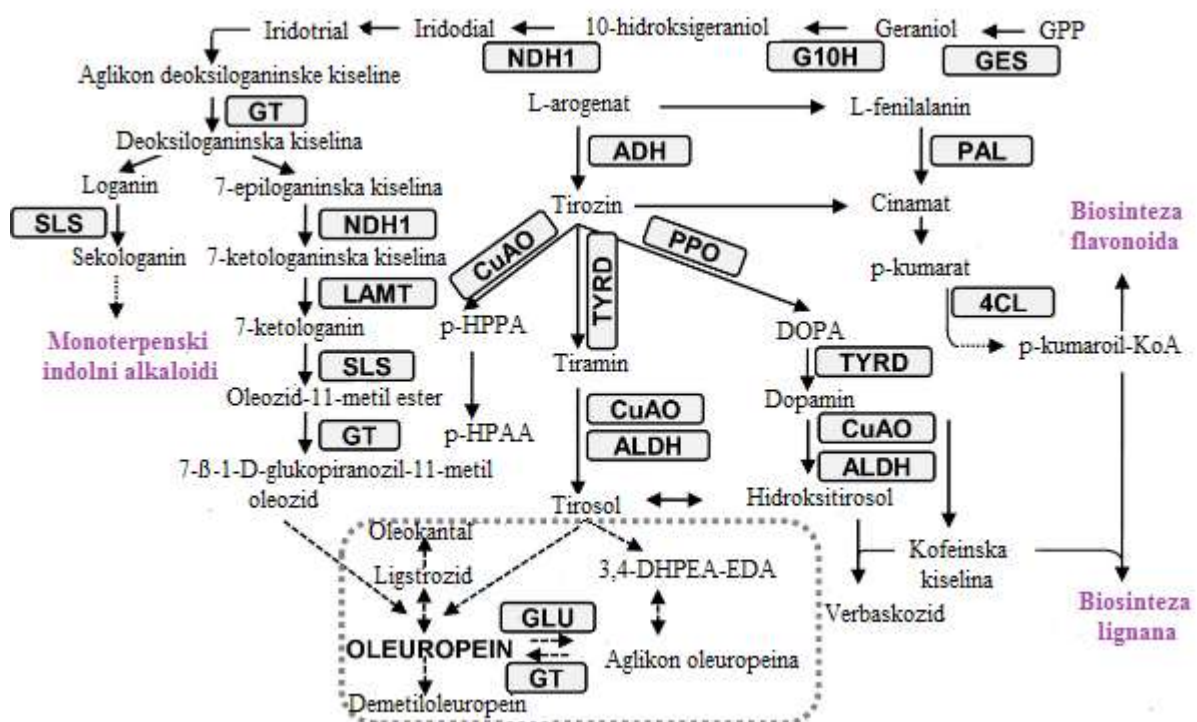 Iridotrial
Iridodial
10-hidroksigeraniol
Geraniol
GPP
NDH1
G10H
GES
Aglikon deoksiloganinske kiseline
L-arogenat
L-fenilalanin
GT
Deoksiloganinska kiselina
ADH
PAL
Loganin
7-epiloganinska kiselina
Tirozin
Cinamat
SLS
NDH1
CuAO
TYRD
PPO
Biosinteza
flavonoida
Sekologanin
7-ketologaninska kiselina
p-kumarat
LAMT
4CL
Monoterpenski
indolni alkaloidi
7-ketologanin
p-HPPA
DOPA
p-kumaroil-KoA
SLS
Tiramin
TYRD
Oleozid-11-metil ester
Dopamin
GT
p-HPAA
CuAO
ALDH
CuAO
ALDH
7-ß-1-D-glukopiranozil-11-metil
oleozid
Tirosol
Hidroksitirosol
Oleokantal
Ligstrozid
3,4-DHPEA-EDA
Kofeinska
kiselina
Verbaskozid
Biosinteza
lignana
GLU
OLEUROPEIN
GT
Aglikon oleuropeina
Demetiloleuropein